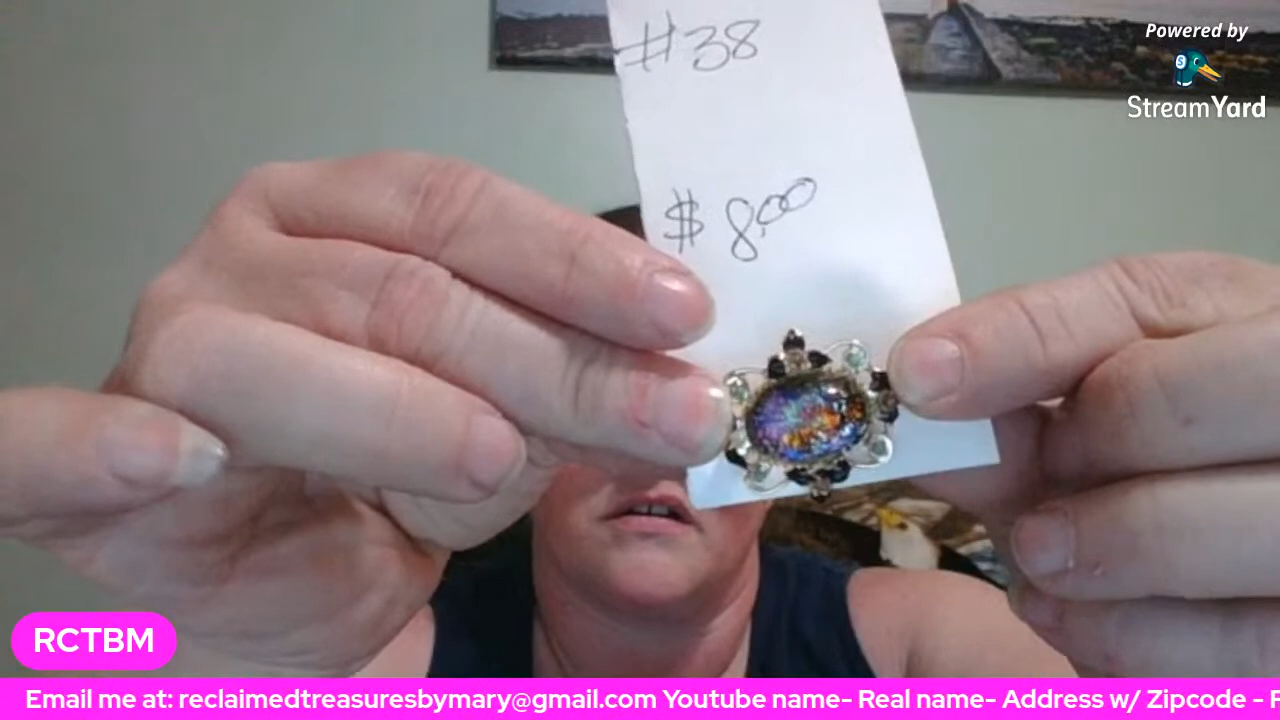 #38
$8.00
Powered by
StreamYard
RCTBM
Email me at: reclaimedtreasuresbymary@gmail.com Youtube name- Real name- Address w/ Zipcode -